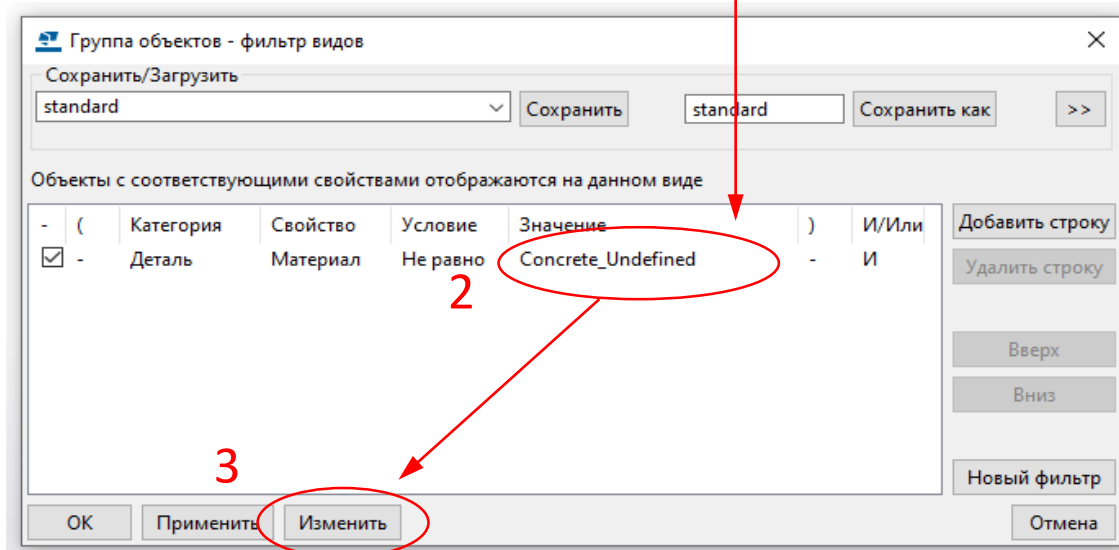 Группа объектов - фильтр видов
Сохранить/Загрузить
standard Сохранить standard Сохранить как >>
Объекты с соответствующими свойствами отображаются на данном виде
- ( Категория Свойство Условие Значение ) И/Или Добавить строку
- Деталь Материал Не равно Concrete_Undefined - И Удалить строку
2
Вверх
Вниз
3
Новый фильтр
ОК Применить Изменить Отмена